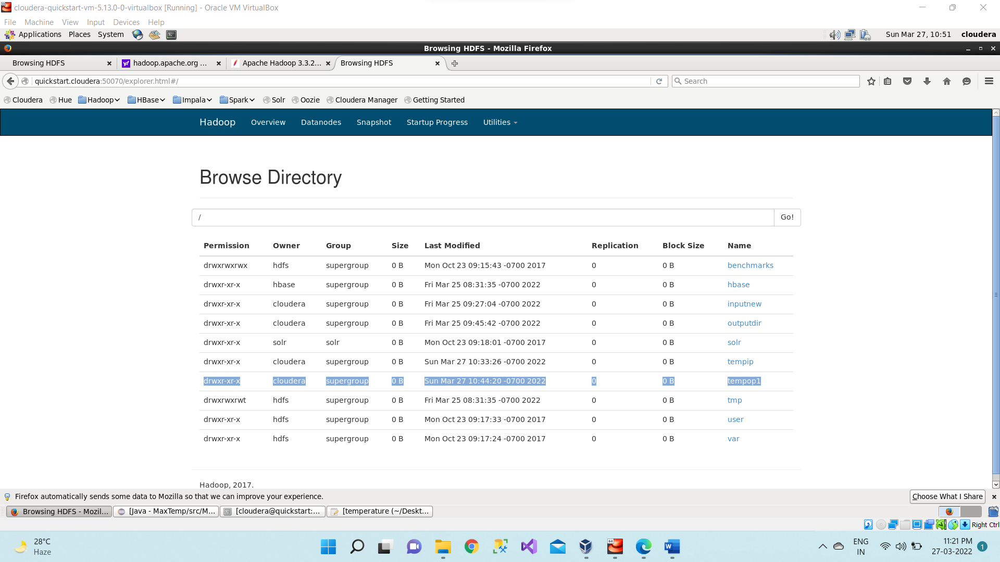 cloudera-quickstart-vm-5.13.0-0-virtualbox [Running] - Oracle VM VirtualBox
File Machine View Input Devices Help
Applications Places System Sun Mar 27, 10:51 cloudera
Browsing HDFS - Mozilla Firefox
Browsing HDFS hadoop.apache.org ... Apache Hadoop 3.3.2... Browsing HDFS
quickstart.cloudera:50070/explorer.html#/ Search
Cloudera Hue Hadoop HBase Impala Spark Solr Oozie Cloudera Manager Getting Started
Hadoop Overview Datanodes Snapshot Startup Progress Utilities
Browse Directory
/ Go!
Permission Owner Group Size Last Modified Replication Block Size Name
drwxrwxrwx hdfs supergroup 0 B Mon Oct 23 09:15:43 -0700 2017 0 0 B benchmarks
drwxr-xr-x hbase supergroup 0 B Fri Mar 25 08:31:35 -0700 2022 0 0 B hbase
drwxr-xr-x cloudera supergroup 0 B Fri Mar 25 09:27:04 -0700 2022 0 0 B inputnew
drwxr-xr-x cloudera supergroup 0 B Fri Mar 25 09:45:42 -0700 2022 0 0 B outputdir
drwxr-xr-x solr solr 0 B Mon Oct 23 09:18:01 -0700 2017 0 0 B solr
drwxr-xr-x cloudera supergroup 0 B Sun Mar 27 10:33:26 -0700 2022 0 0 B tempip
drwxr-xr-x cloudera supergroup 0 B Sun Mar 27 10:44:20 -0700 2022 0 0 B tempop1
drwxrwxrwt hdfs supergroup 0 B Fri Mar 25 08:31:35 -0700 2022 0 0 B tmp
drwxr-xr-x hdfs supergroup 0 B Mon Oct 23 09:17:33 -0700 2017 0 0 B user
drwxr-xr-x hdfs supergroup 0 B Mon Oct 23 09:17:24 -0700 2017 0 0 B var
Hadoop, 2017.
Firefox automatically sends some data to Mozilla so that we can improve your experience. Choose What I Share
Browsing HDFS - Mozil... [Java - MaxTemp/src/M... [cloudera@quickstart:... [temperature (~/Deskt...
Right Ctrl
28°C
Haze
ENG
IN
11:21 PM
27-03-2022
1